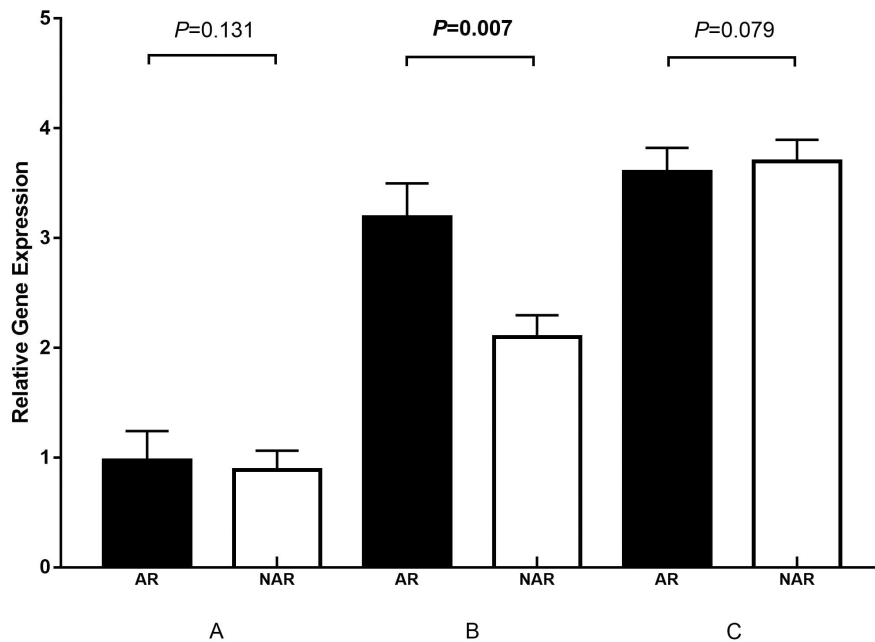 P=0.131 P=0.007 P=0.079
Relative Gene Expression
5
4
3
2
1
0
AR NAR AR NAR AR NAR
A B C